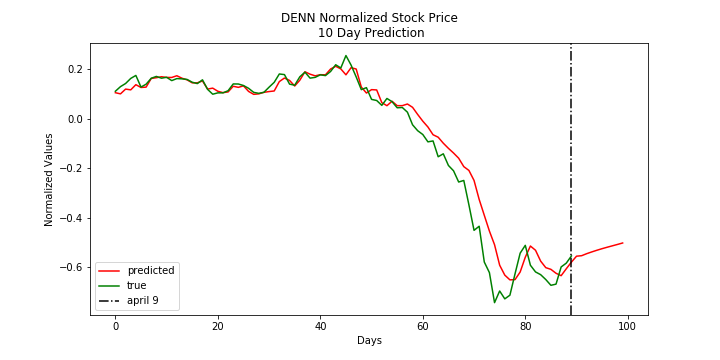 DENN Normalized Stock Price
10 Day Prediction
Normalized Values
0.2
0.0
−0.2
−0.4
−0.6
predicted
true
april 9
0
20
40
60
80
100
Days